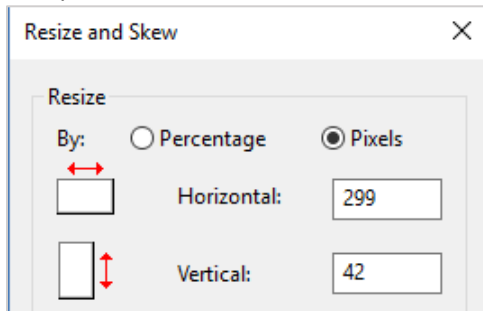 Resize and Skew
Resize
By: Percentage Pixels
Horizontal: 299
Vertical: 42